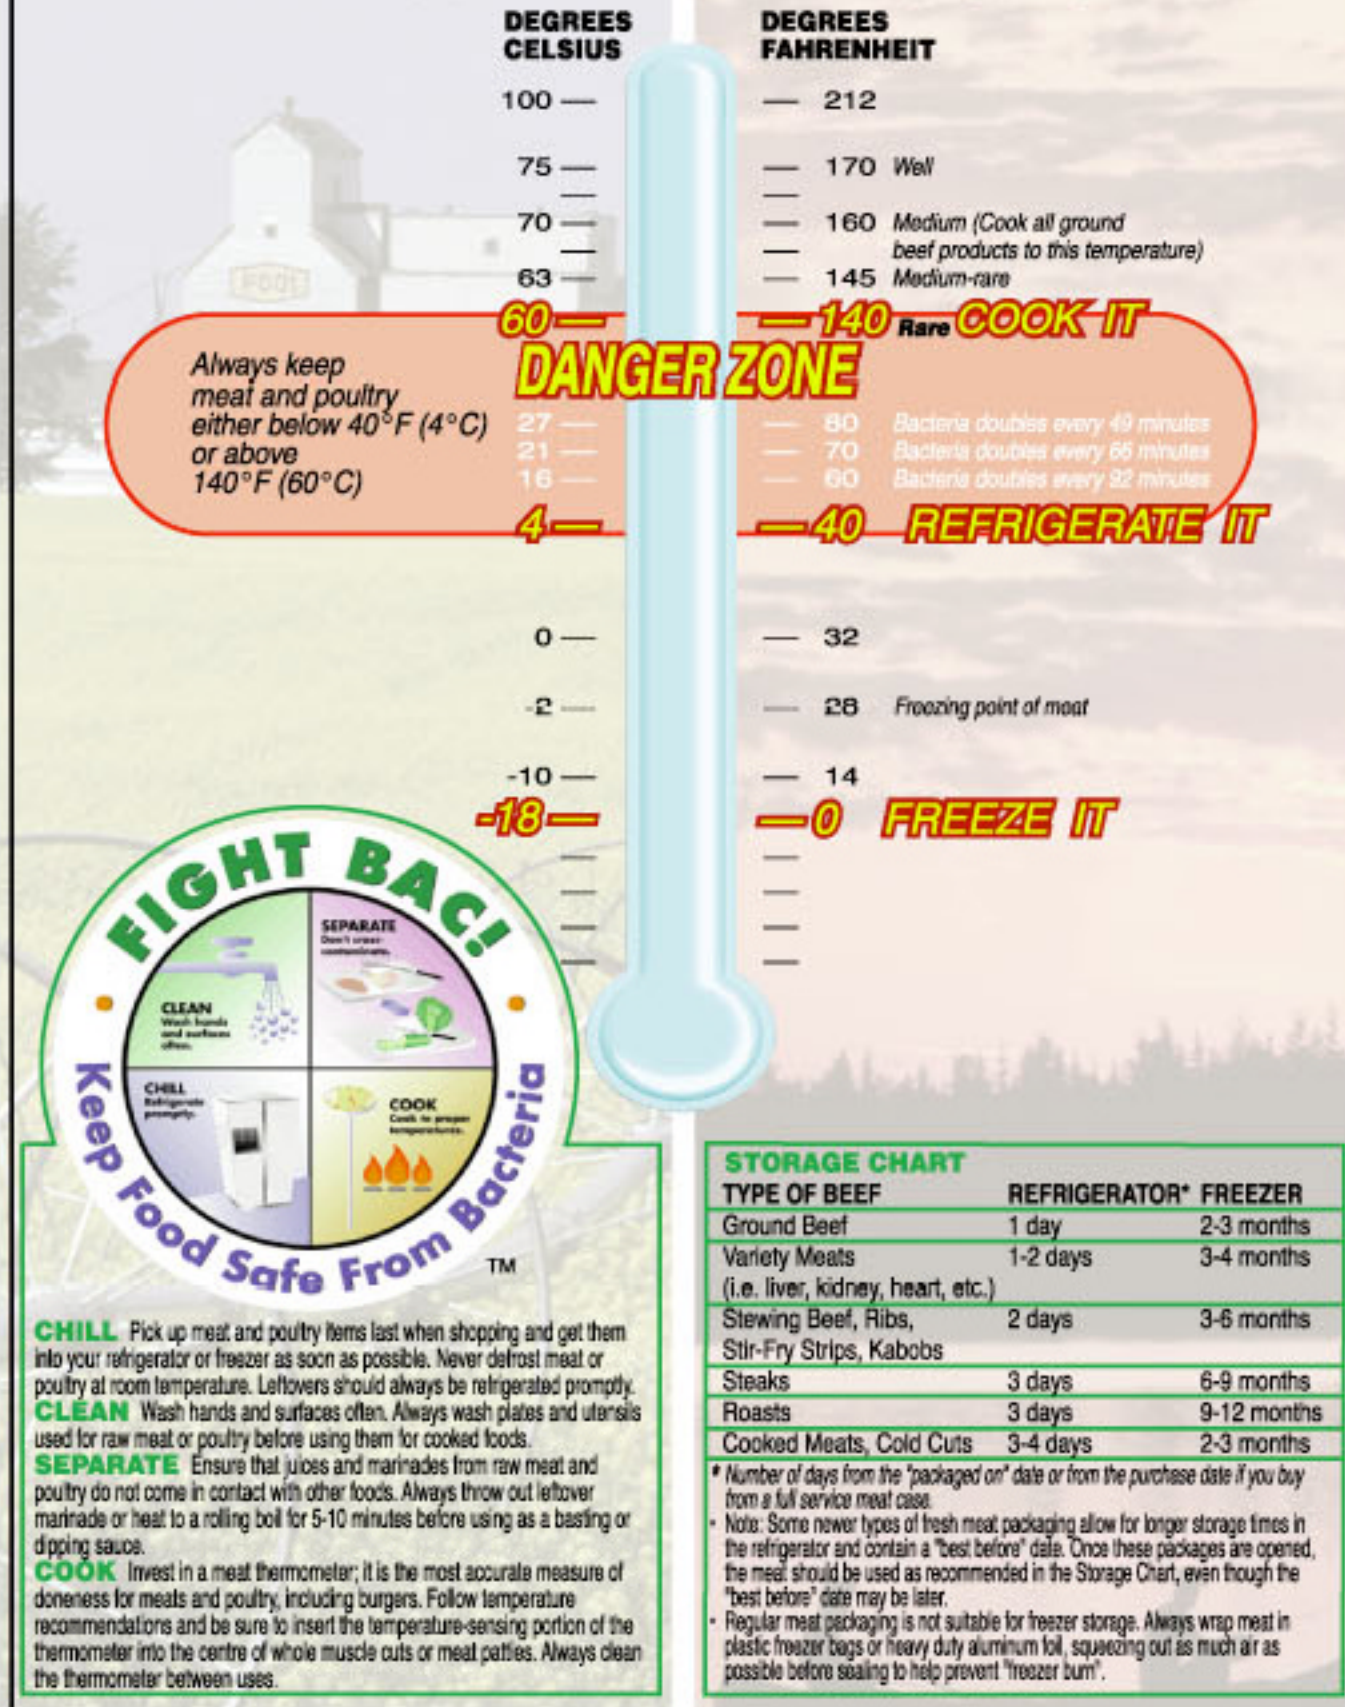 DEGREES CELSIUS
DEGREES FAHRENHEIT
100 — — 212
75 — — 170 Well
70 — — 160 Medium (Cook all ground
beef products to this temperature)
63 — — 145 Medium-rare
60 — — 140 Rare COOK IT
DANGER ZONE
Always keep
meat and poultry
either below 40°F (4°C)
or above
140°F (60°C)
27 — — 80 Bacteria doubles every 49 minutes
21 — — 70 Bacteria doubles every 66 minutes
16 — — 60 Bacteria doubles every 92 minutes
4 — — 40 REFRIGERATE IT
0 — — 32
-2 — — 28 Freezing point of meat
-10 — — 14
-18 — — 0 FREEZE IT
FIGHT BAC!
SEPARATE
Don't cross-
contaminate.
CLEAN
Wash hands
and surfaces
often.
CHILL
Refrigerate
promptly.
COOK
Cook to proper
temperatures.
Keep Food Safe From Bacteria
TM
CHILL Pick up meat and poultry items last when shopping and get them
into your refrigerator or freezer as soon as possible. Never defrost meat or
poultry at room temperature. Leftovers should always be refrigerated promptly.
CLEAN Wash hands and surfaces often. Always wash plates and utensils
used for raw meat or poultry before using them for cooked foods.
SEPARATE Ensure that juices and marinades from raw meat and
poultry do not come in contact with other foods. Always throw out leftover
marinade or heat to a rolling boil for 5-10 minutes before using as a basting or
dipping sauce.
COOK Invest in a meat thermometer; it is the most accurate measure of
doneness for meats and poultry, including burgers. Follow temperature
recommendations and be sure to insert the temperature-sensing portion of the
thermometer into the centre of whole muscle cuts or meat patties. Always clean
the thermometer between uses.
STORAGE CHART
TYPE OF BEEF REFRIGERATOR* FREEZER
Ground Beef 1 day 2-3 months
Variety Meats 1-2 days 3-4 months
(i.e. liver, kidney, heart, etc.)
Stewing Beef, Ribs, 2 days 3-6 months
Stir-Fry Strips, Kabobs
Steaks 3 days 6-9 months
Roasts 3 days 9-12 months
Cooked Meats, Cold Cuts 3-4 days 2-3 months
* Number of days from the "packaged on" date or from the purchase date if you buy
from a full service meat case.
• Note: Some newer types of fresh meat packaging allow for longer storage times in
the refrigerator and contain a "best before" date. Once these packages are opened,
the meat should be used as recommended in the Storage Chart, even though the
"best before" date may be later.
• Regular meat packaging is not suitable for freezer storage. Always wrap meat in
plastic freezer bags or heavy duty aluminum foil, squeezing out as much air as
possible before sealing to help prevent "freezer burn".